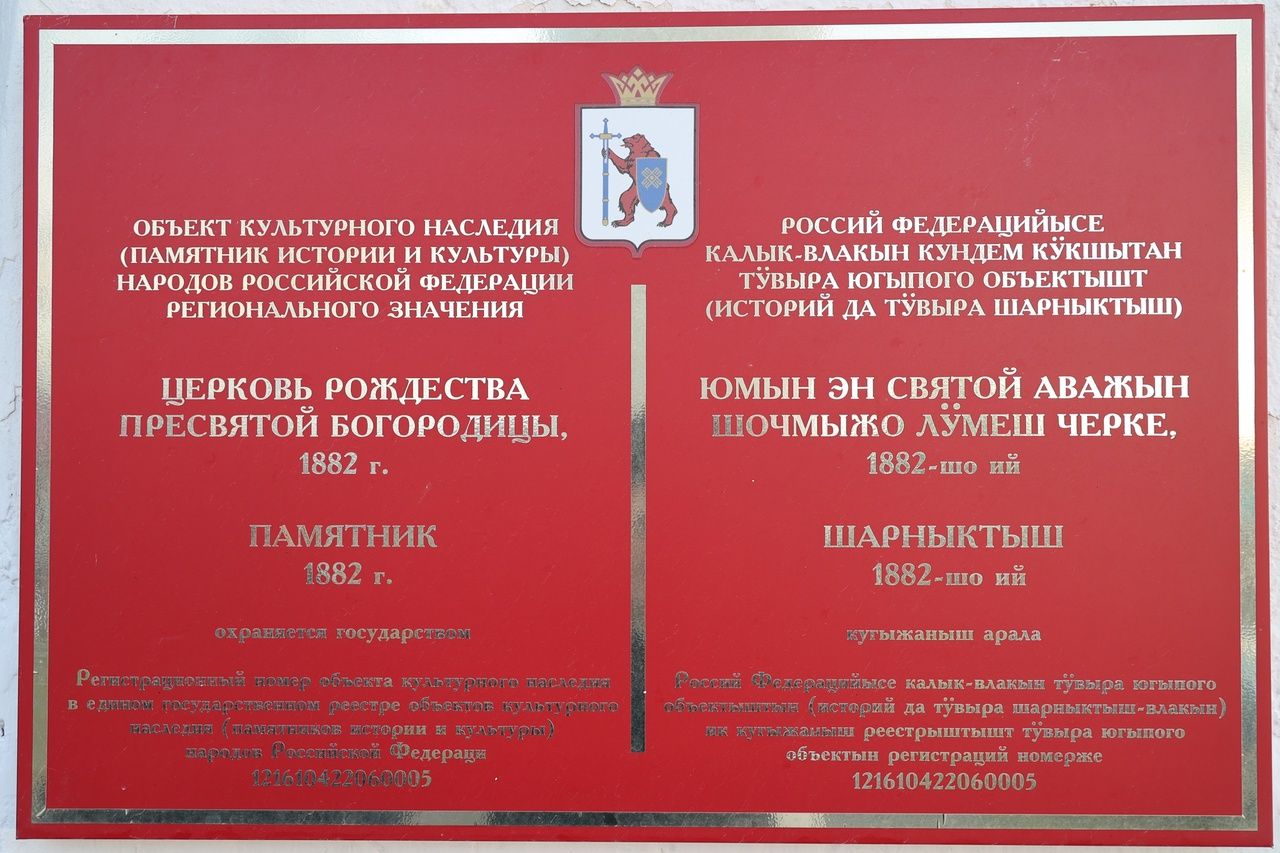 ОБЪЕКТ КУЛЬТУРНОГО НАСЛЕДИЯ
(ПАМЯТНИК ИСТОРИИ И КУЛЬТУРЫ)
НАРОДОВ РОССИЙСКОЙ ФЕДЕРАЦИИ
РЕГИОНАЛЬНОГО ЗНАЧЕНИЯ
ЦЕРКОВЬ РОЖДЕСТВА
ПРЕСВЯТОЙ БОГОРОДИЦЫ,
1882 г.
ПАМЯТНИК
1882 г.
охраняется государством
Регистрационный номер объекта культурного наследия
в едином государственном реестре объектов культурного
наследия (памятников истории и культуры)
народов Российской Федераци
121610422060005
РОССИЙ ФЕДЕРАЦИЙЫСЕ
КАЛЫК-ВЛАКЫН КУНДЕМ КӰКШЫТАН
ТӰВЫРА ЮГЫПОГО ОБЪЕКТЫШТ
(ИСТОРИЙ ДА ТӰВЫРА ШАРНЫКТЫШ)
ЮМЫН ЭН СВЯТОЙ АВАЖЫН
ШОЧМЫЖО ЛӰМЕШ ЧЕРКЕ,
1882-шо ий
ШАРНЫКТЫШ
1882-шо ий
кугыжаныш арала
Россий Федерацийысе калык-влакын тӱвыра югыпого
объектыштын (историй да тӱвыра шарныктыш-влакын)
ик кугыжаныш реестрыштышт тӱвыра югыпого
объектын регистраций номерже
121610422060005